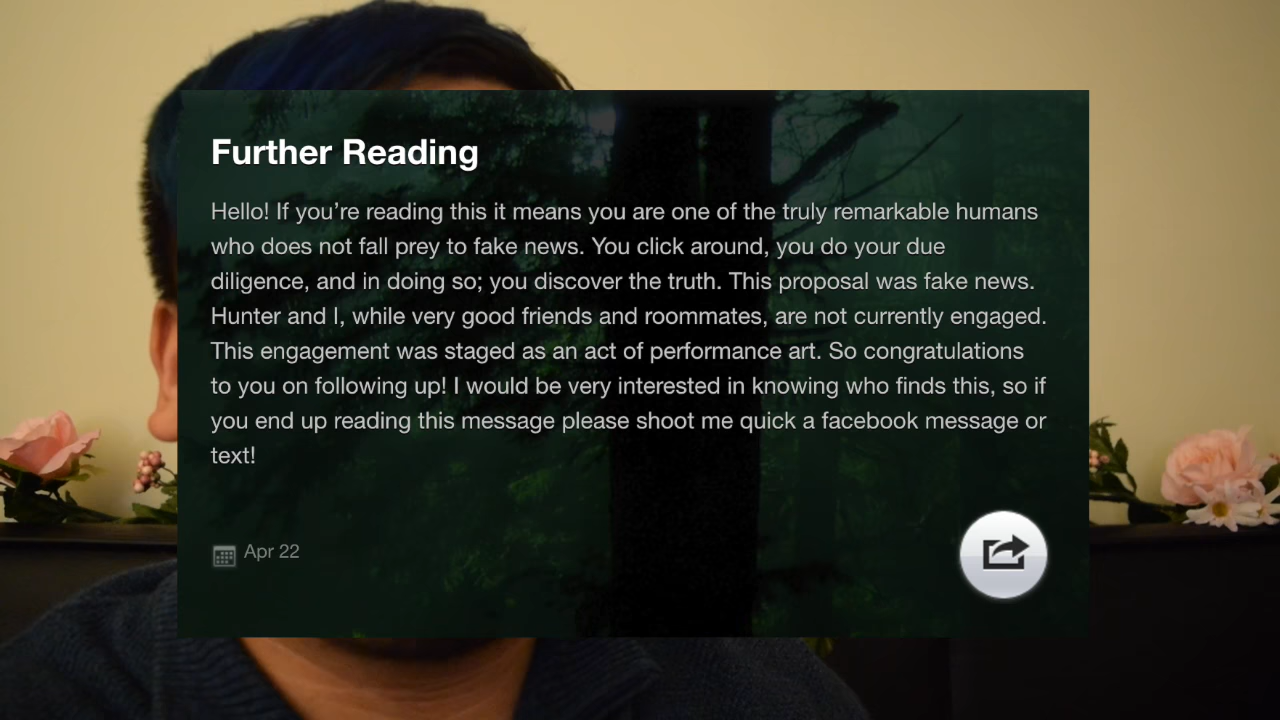 Further Reading
Hello! If you’re reading this it means you are one of the truly remarkable humans
who does not fall prey to fake news. You click around, you do your due
diligence, and in doing so; you discover the truth. This proposal was fake news.
Hunter and I, while very good friends and roommates, are not currently engaged.
This engagement was staged as an act of performance art. So congratulations
to you on following up! I would be very interested in knowing who finds this, so if
you end up reading this message please shoot me quick a facebook message or
text!
Apr 22